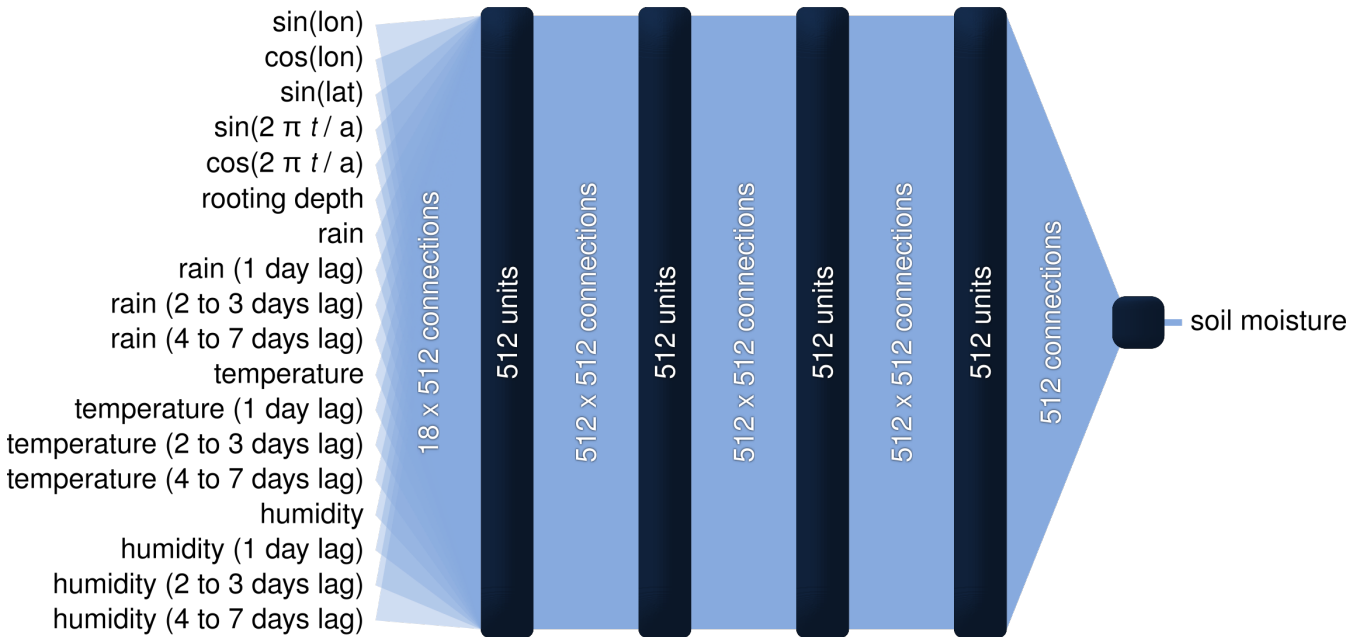 sin(lon)
cos(lon)
sin(lat)
sin(2 π t / a)
cos(2 π t / a)
rooting depth
rain
rain (1 day lag)
rain (2 to 3 days lag)
rain (4 to 7 days lag)
temperature
temperature (1 day lag)
temperature (2 to 3 days lag)
temperature (4 to 7 days lag)
humidity
humidity (1 day lag)
humidity (2 to 3 days lag)
humidity (4 to 7 days lag)
18 x 512 connections
512 units
512 x 512 connections
512 units
512 x 512 connections
512 units
512 x 512 connections
512 units
512 connections
soil moisture